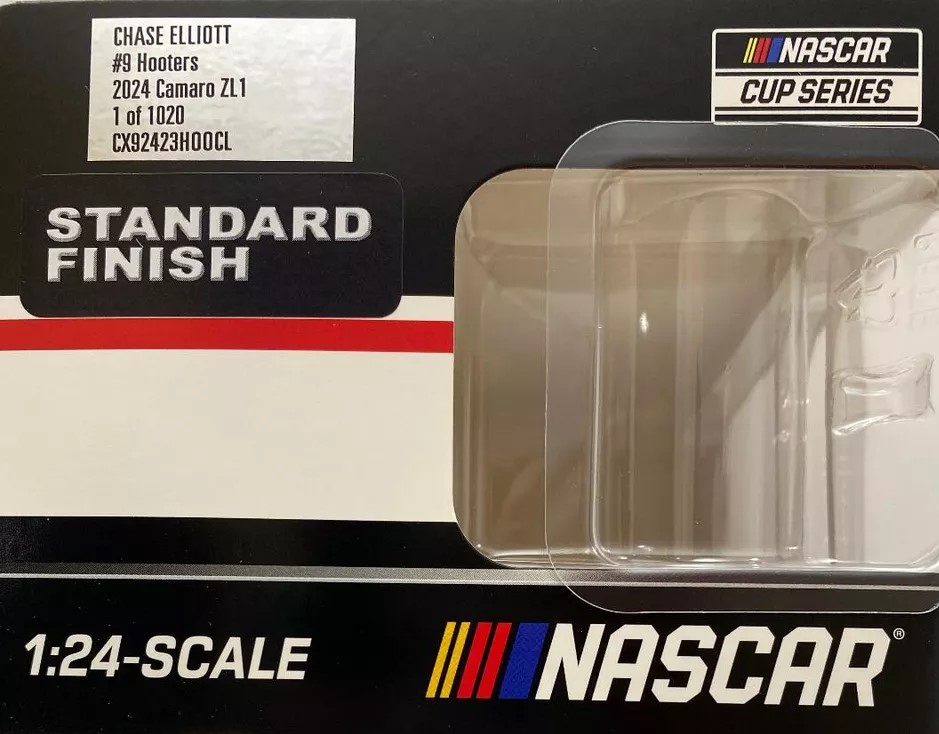 CHASE ELLIOTT
#9 Hooters
2024 Camaro ZL1
1 of 1020
CX92423HOOCL
NASCAR
CUP SERIES
STANDARD
FINISH
1:24-SCALE
NASCAR®